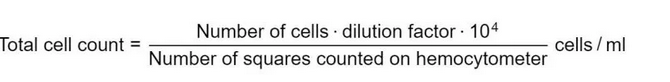 Total cell count = Number of cells · dilution factor · 10⁴ / Number of squares counted on hemocytometer cells / ml